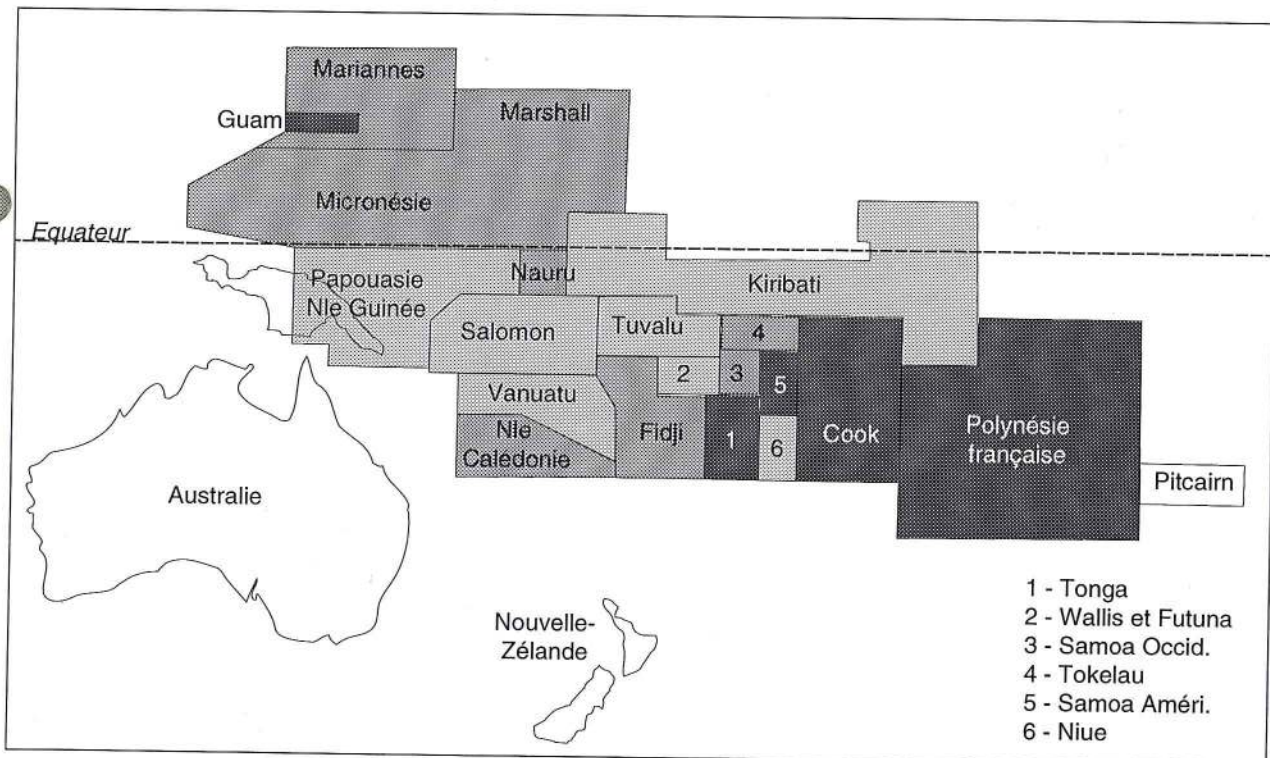 Mariannes
Marshall
Guam
Micronésie
Equateur
Papouasie
Nle Guinée
Nauru
Kiribati
Salomon
Tuvalu
4
2
3
5
Vanuatu
Nle
Calédonie
Fidji
1
6
Cook
Polynésie
française
Pitcairn
Australie
Nouvelle-
Zélande
1 - Tonga
2 - Wallis et Futuna
3 - Samoa Occid.
4 - Tokelau
5 - Samoa Améri.
6 - Niue